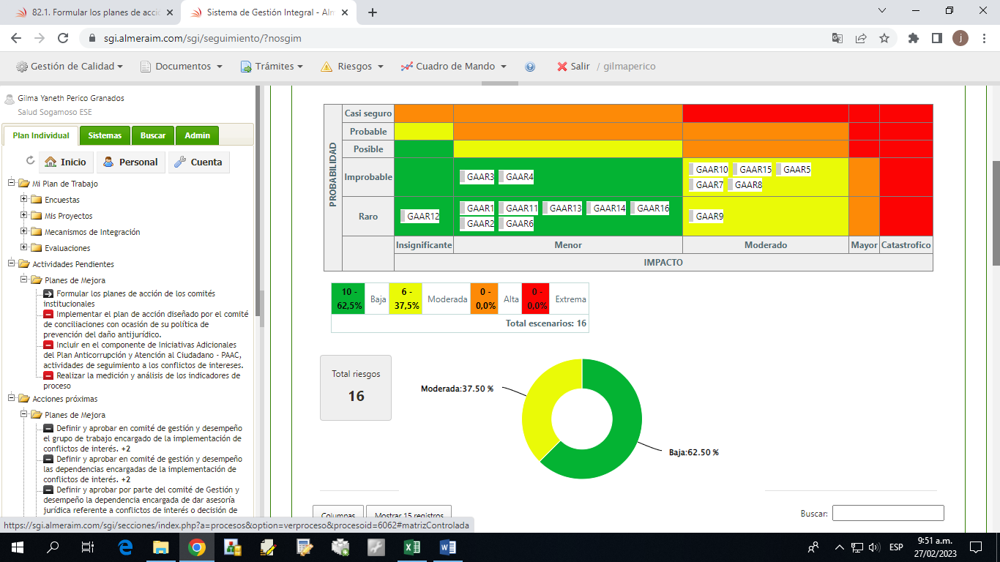 82.1. Formular los planes de acci
Sistema de Gestión Integral - Alm
sgi.almeraim.com/sgi/seguimiento/?nosgim
j
Gestión de Calidad
Documentos
Trámites
Riesgos
Cuadro de Mando
Salir / gilmaperico
Gilma Yaneth Perico Granados
Salud Sogamoso ESE
Plan Individual
Sistemas
Buscar
Admin
Inicio
Personal
Cuenta
Mi Plan de Trabajo
Encuestas
Mis Proyectos
Mecanismos de Integración
Evaluaciones
Actividades Pendientes
Planes de Mejora
Formular los planes de acción de los comités
institucionales
Implementar el plan de acción diseñado por el comité
de conciliaciones con ocasión de su política de
prevención del daño antijurídico.
Incluir en el componente de Iniciativas Adicionales
del Plan Anticorrupción y Atención al Ciudadano - PAAC,
actividades de seguimiento a los conflictos de intereses.
Realizar la medición y análisis de los indicadores de
proceso
Acciones próximas
Planes de Mejora
Definir y aprobar en comité de gestión y desempeño
el grupo de trabajo encargado de la implementación de
conflictos de interés. +2
Definir y aprobar en comité de gestión y desempeño
las dependencias encargadas de la implementación de
conflictos de interés. +2
Definir y aprobar por parte del comité de Gestión y
desempeño la dependencia encargada de dar asesoría
jurídica referente a conflictos de interés o decisión de
PROBABILIDAD
Casi seguro
Probable
Posible
Improbable
GAAR3 GAAR4
GAAR10 GAAR15 GAAR5
GAAR7 GAAR8
Raro
GAAR12
GAAR1 GAAR11 GAAR13 GAAR14 GAAR16
GAAR2 GAAR6
GAAR9
Insignificante Menor Moderado Mayor Catastrofico
IMPACTO
10 -
62,5%
Baja
6 -
37,5%
Moderada
0 -
0,0%
Alta
0 -
0,0%
Extrema
Total escenarios: 16
Total riesgos
16
Moderada:37.50 %
Baja:62.50 %
Columnas
Mostrar 15 registros
Buscar:
https://sgi.almeraim.com/sgi/secciones/index.php?a=procesos&option=verproceso&procesoid=6062#matrizControlada
ESP
9:51 a.m.
27/02/2023